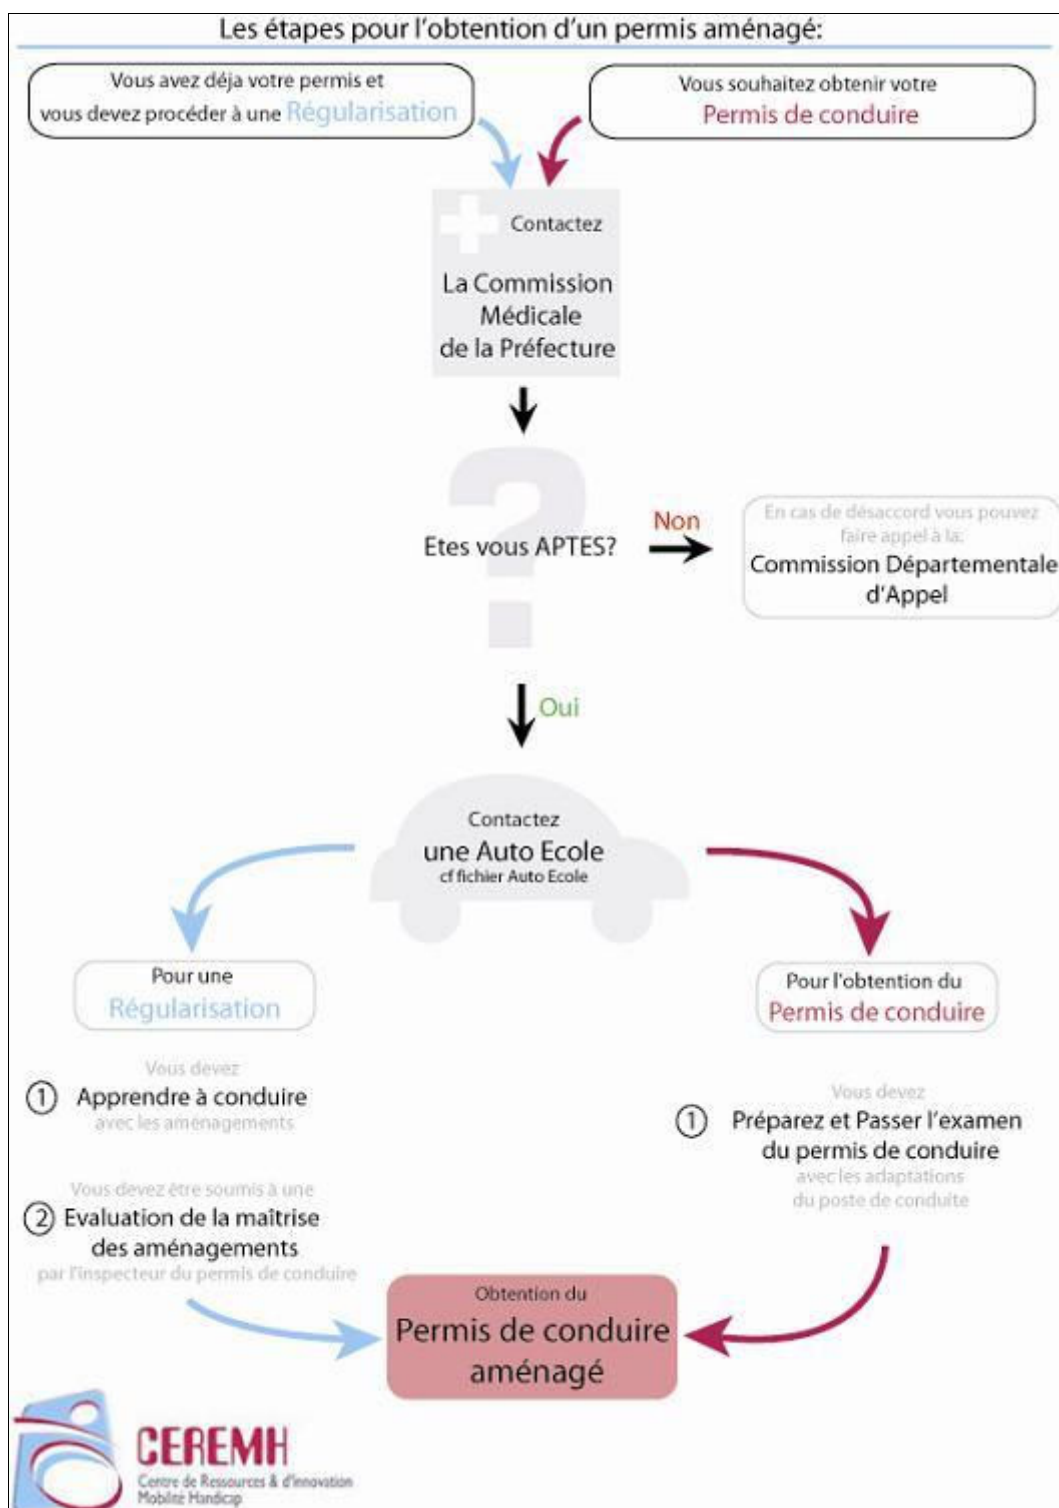 Les étapes pour l'obtention d'un permis aménagé:
Vous avez déja votre permis et
vous devez procéder à une Régularisation
Vous souhaitez obtenir votre
Permis de conduire
Contactez
La Commission
Médicale
de la Préfecture
Etes vous APTES?
Non
En cas de désaccord vous pouvez
faire appel à la:
Commission Départementale
d'Appel
Oui
Contactez
une Auto Ecole
cf fichier Auto Ecole
Pour une
Régularisation
Vous devez
1 Apprendre à conduire
avec les aménagements
Vous devez être soumis à une
2 Evaluation de la maîtrise
des aménagements
par l'inspecteur du permis de conduire
Pour l'obtention du
Permis de conduire
Vous devez
1 Préparez et Passer l'examen
du permis de conduire
avec les adaptations
du poste de conduite
Obtention du
Permis de conduire
aménagé
CEREMH
Centre de Ressources & d'Innovation
Mobilité Handicap